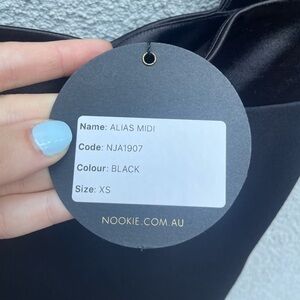 Name: ALIAS MIDI
Code: NJA1907
Colour: BLACK
Size: XS
NOOKIE.COM.AU